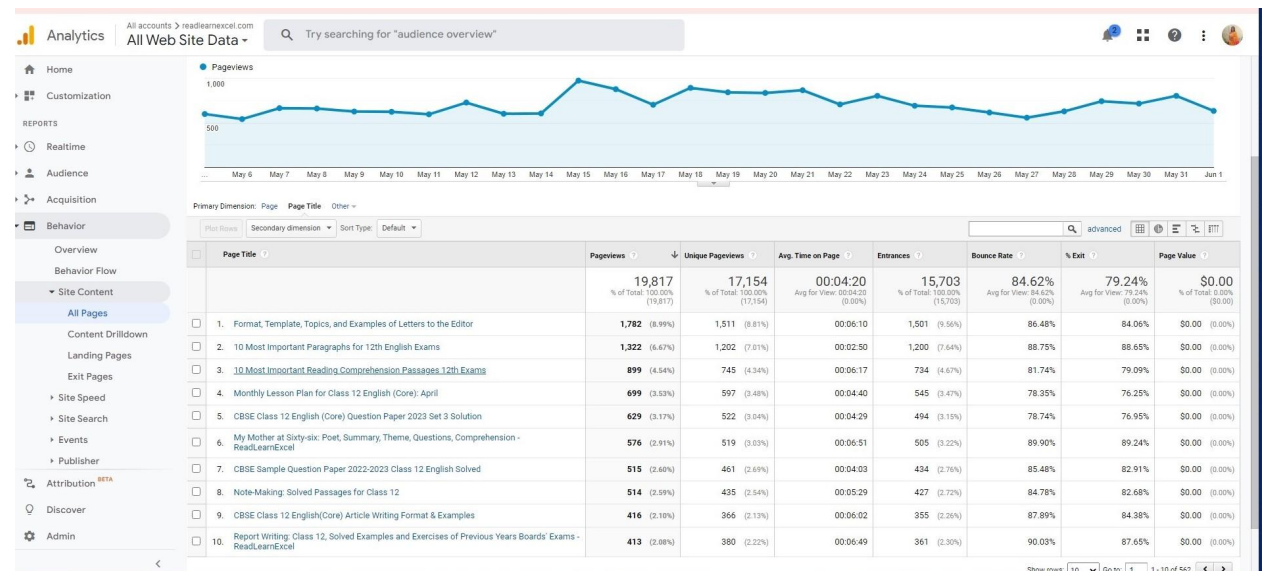 All accounts > readlearnexcel.com
Analytics All Web Site Data
Try searching for "audience overview"
2
Home
Customization
REPORTS
Realtime
Audience
Acquisition
Behavior
Overview
Behavior Flow
Site Content
All Pages
Content Drilldown
Landing Pages
Exit Pages
Site Speed
Site Search
Events
Publisher
Attribution BETA
Discover
Admin
Pageviews
1,000
500
... May 6 May 7 May 8 May 9 May 10 May 11 May 12 May 13 May 14 May 15 May 16 May 17 May 18 May 19 May 20 May 21 May 22 May 23 May 24 May 25 May 26 May 27 May 28 May 29 May 30 May 31 Jun 1
Primary Dimension: Page Page Title Other
Plot Rows Secondary dimension Sort Type: Default advanced
Page Title ? Pageviews ? Unique Pageviews ? Avg. Time on Page ? Entrances ? Bounce Rate ? % Exit ? Page Value ?
19,817 17,154 00:04:20 15,703 84.62% 79.24% $0.00
% of Total: 100.00% % of Total: 100.00% Avg for View: 00:04:20 % of Total: 100.00% Avg for View: 84.62% Avg for View: 79.24% % of Total: 0.00%
(19,817) (17,154) (0.00%) (15,703) (0.00%) (0.00%) ($0.00)
1. Format, Template, Topics, and Examples of Letters to the Editor 1,782 (8.99%) 1,511 (8.81%) 00:06:10 1,501 (9.56%) 86.48% 84.06% $0.00 (0.00%)
2. 10 Most Important Paragraphs for 12th English Exams 1,322 (6.67%) 1,202 (7.01%) 00:02:50 1,200 (7.64%) 88.75% 88.65% $0.00 (0.00%)
3. 10 Most Important Reading Comprehension Passages 12th Exams 899 (4.54%) 745 (4.34%) 00:06:17 734 (4.67%) 81.74% 79.09% $0.00 (0.00%)
4. Monthly Lesson Plan for Class 12 English (Core): April 699 (3.53%) 597 (3.48%) 00:04:40 545 (3.47%) 78.35% 76.25% $0.00 (0.00%)
5. CBSE Class 12 English (Core) Question Paper 2023 Set 3 Solution 629 (3.17%) 522 (3.04%) 00:04:29 494 (3.15%) 78.74% 76.95% $0.00 (0.00%)
6. My Mother at Sixty-six: Poet, Summary, Theme, Questions, Comprehension - 576 (2.91%) 519 (3.03%) 00:06:51 505 (3.22%) 89.90% 89.24% $0.00 (0.00%)
ReadLearnExcel
7. CBSE Sample Question Paper 2022-2023 Class 12 English Solved 515 (2.60%) 461 (2.69%) 00:04:03 434 (2.76%) 85.48% 82.91% $0.00 (0.00%)
8. Note-Making: Solved Passages for Class 12 514 (2.59%) 435 (2.54%) 00:05:29 427 (2.72%) 84.78% 82.68% $0.00 (0.00%)
9. CBSE Class 12 English(Core) Article Writing Format & Examples 416 (2.10%) 366 (2.13%) 00:06:02 355 (2.26%) 87.89% 84.38% $0.00 (0.00%)
10. Report Writing: Class 12, Solved Examples and Exercises of Previous Years Boards' Exams - 413 (2.08%) 380 (2.22%) 00:06:49 361 (2.30%) 90.03% 87.65% $0.00 (0.00%)
ReadLearnExcel
Show rows: 10 Go to: 1 1 - 10 of 562